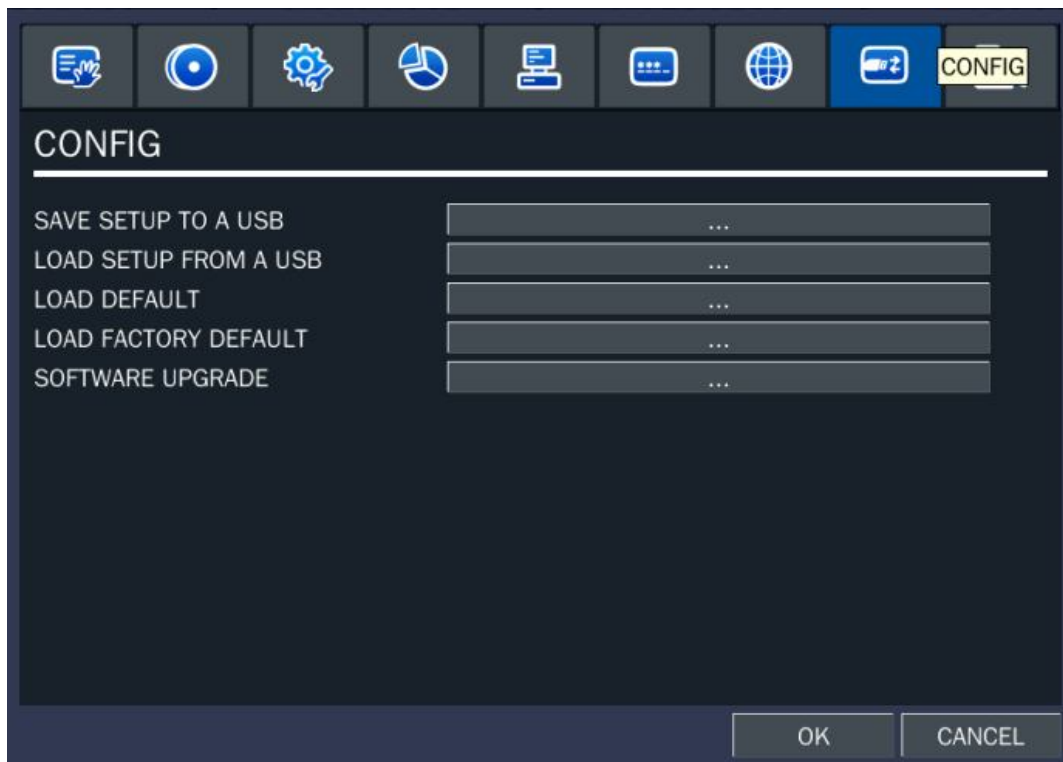 CONFIG
CONFIG
SAVE SETUP TO A USB
...
LOAD SETUP FROM A USB
...
LOAD DEFAULT
...
LOAD FACTORY DEFAULT
...
SOFTWARE UPGRADE
...
OK
CANCEL